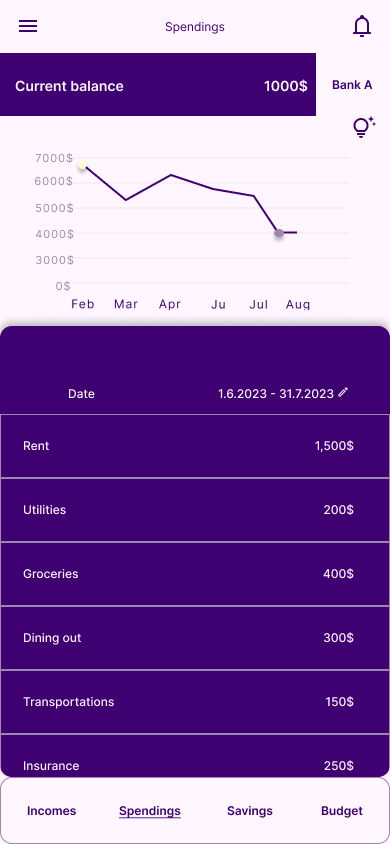 Spendings
Current balance 1000$ Bank A
7000$
6000$
5000$
4000$
3000$
0$
Feb Mar Apr Ju Jul Aug
Date 1.6.2023 - 31.7.2023
Rent 1,500$
Utilities 200$
Groceries 400$
Dining out 300$
Transportations 150$
Insurance 250$
Incomes Spendings Savings Budget